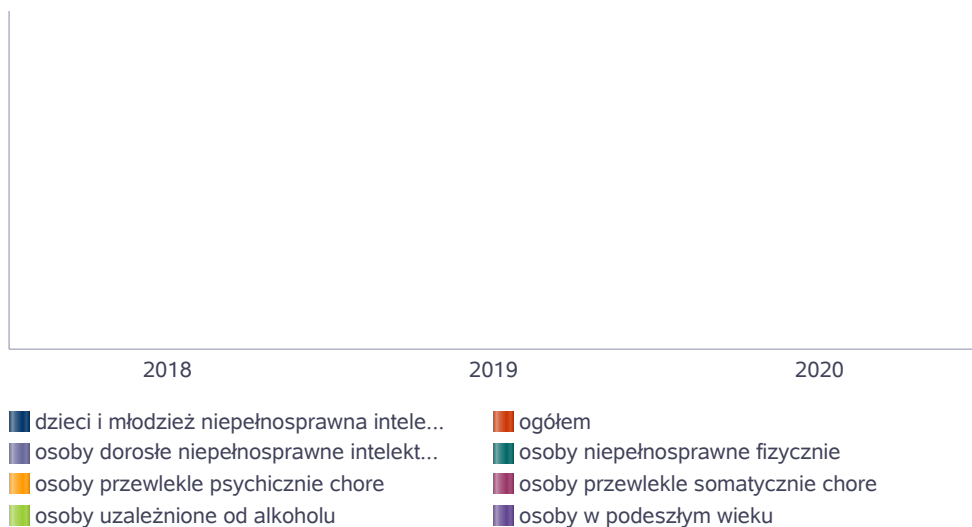 2018 2019 2020
dzieci i młodzież niepełnosprawna intele... ogółem
osoby dorosłe niepełnosprawne intelekt... osoby niepełnosprawne fizycznie
osoby przewlekle psychicznie chore osoby przewlekle somatycznie chore
osoby uzależnione od alkoholu osoby w podeszłym wieku